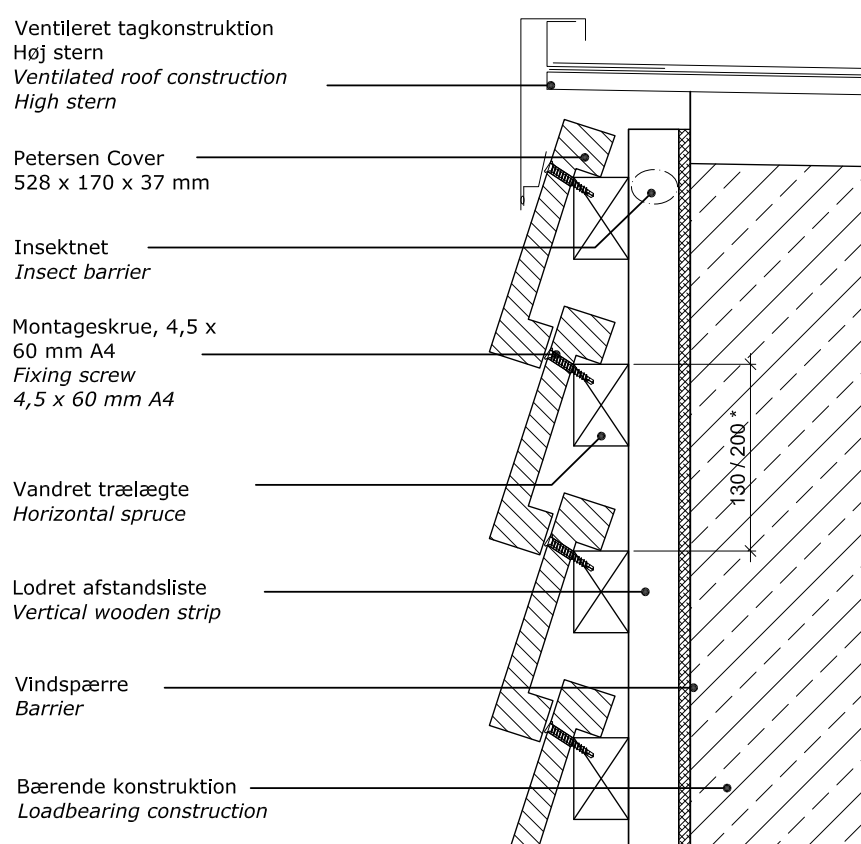 Ventileret tagkonstruktion
Høj stern
Ventilated roof construction
High stern
Petersen Cover
528 x 170 x 37 mm
Insektnet
Insect barrier
Montageskrue, 4,5 x
60 mm A4
Fixing screw
4,5 x 60 mm A4
130 / 200 *
Vandret trælægte
Horizontal spruce
Lodret afstandsliste
Vertical wooden strip
Vindspærre
Barrier
Bærende konstruktion
Loadbearing construction